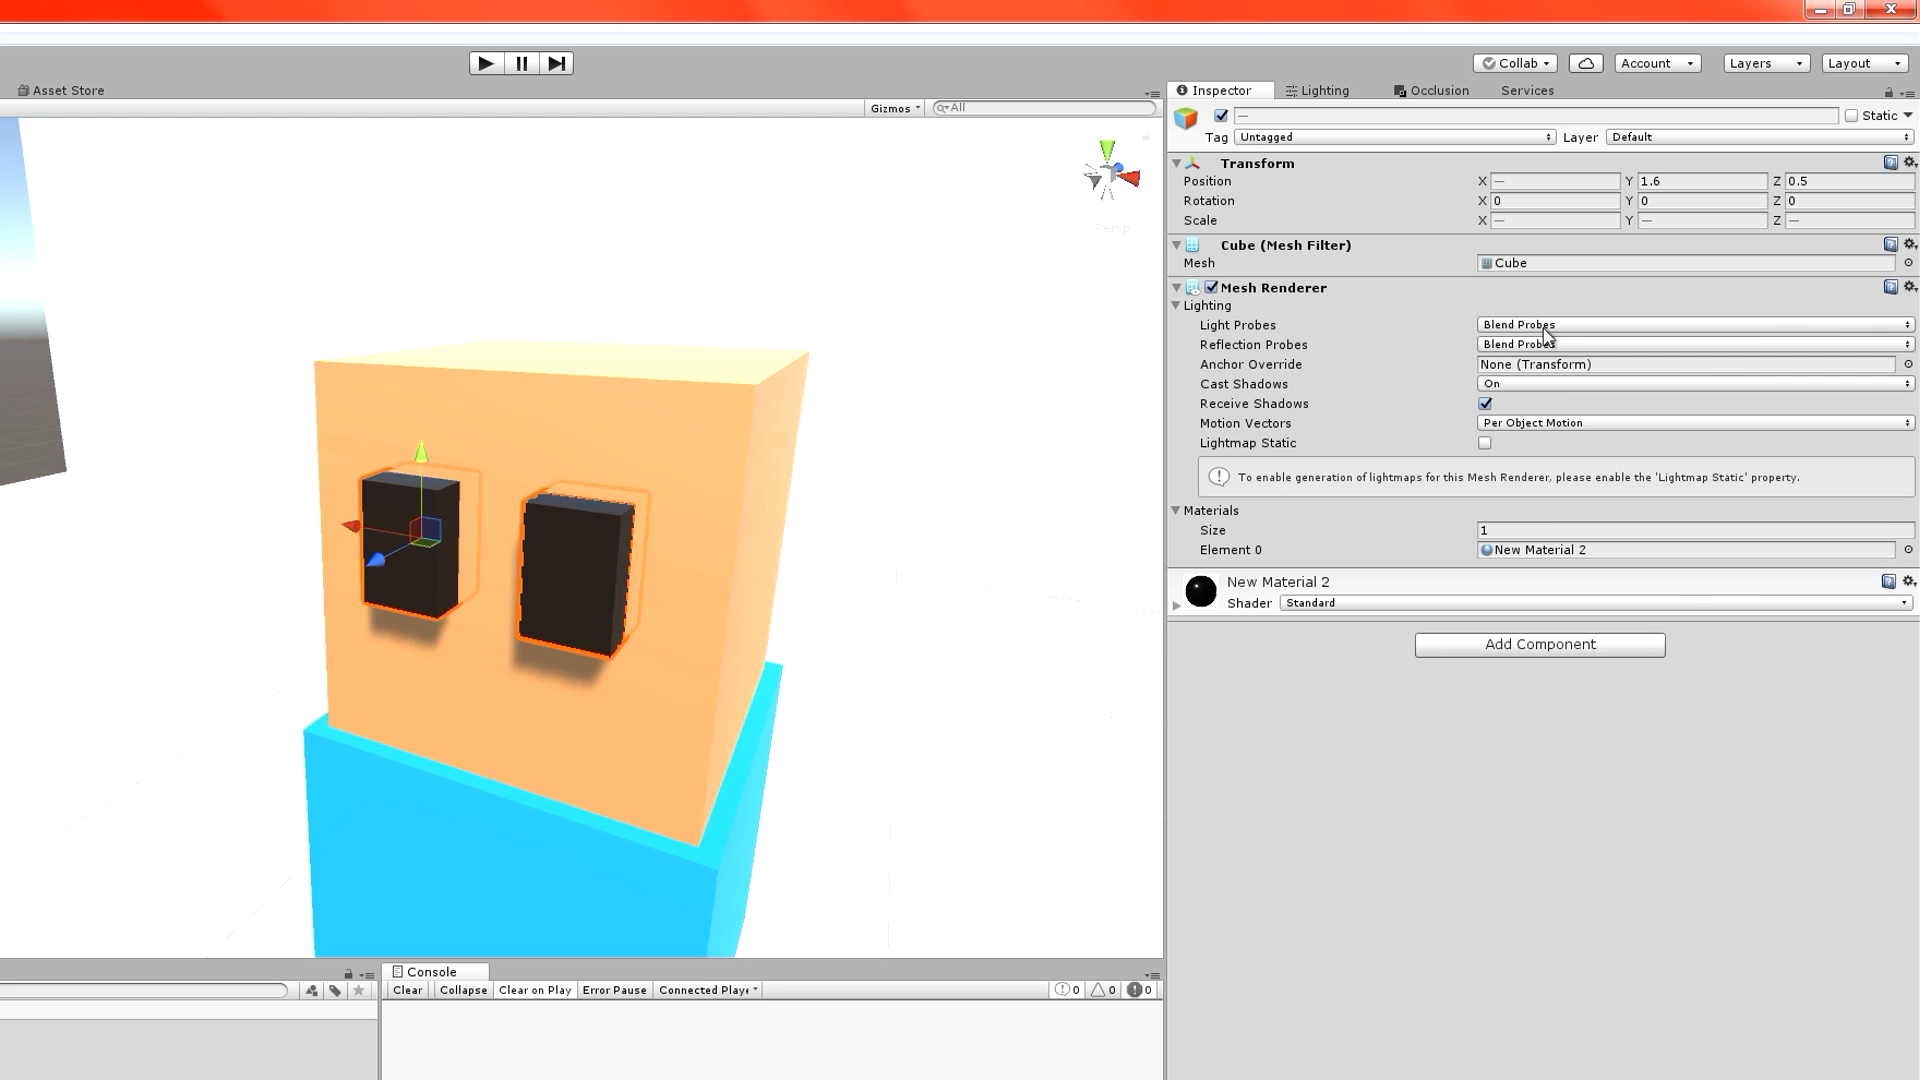 Collab
Account
Layers
Layout
Asset Store
Inspector
Lighting
Occlusion
Services
Gizmos
All
—
Static
Tag Untagged Layer Default
Transform
Position X — Y 1.6 Z 0.5
Rotation X 0 Y 0 Z 0
Scale X — Y — Z —
Persp
Cube (Mesh Filter)
Mesh Cube
Mesh Renderer
Lighting
Light Probes Blend Probes
Reflection Probes Blend Probes
Anchor Override None (Transform)
Cast Shadows On
Receive Shadows
Motion Vectors Per Object Motion
Lightmap Static
To enable generation of lightmaps for this Mesh Renderer, please enable the 'Lightmap Static' property.
Materials
Size 1
Element 0 New Material 2
New Material 2
Shader Standard
Add Component
Console
Clear Collapse Clear on Play Error Pause Connected Playe 0 0 0